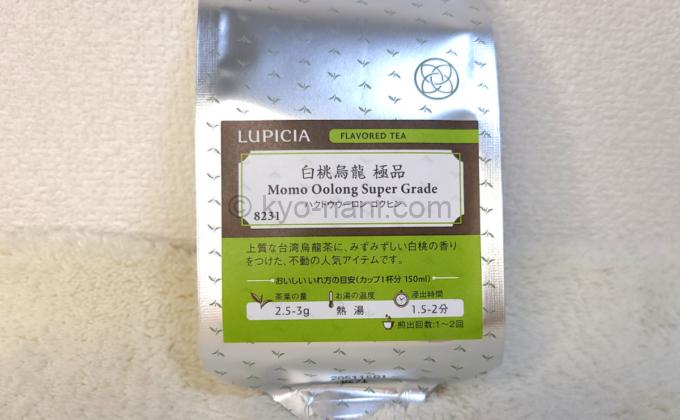 LUPICIA FLAVORED TEA
白桃烏龍 極品
Momo Oolong Super Grade
ハクトウウーロン ゴクヒン
8231
© kyo-nani.com
上質な台湾烏龍茶に、みずみずしい白桃の香り
をつけた、不動の人気アイテムです。
おいしいいれ方の目安(カップ1杯分 150ml)
茶葉の量 お湯の温度 浸出時間
2.5-3g 熱湯 1.5-2分
煎出回数:1〜2回